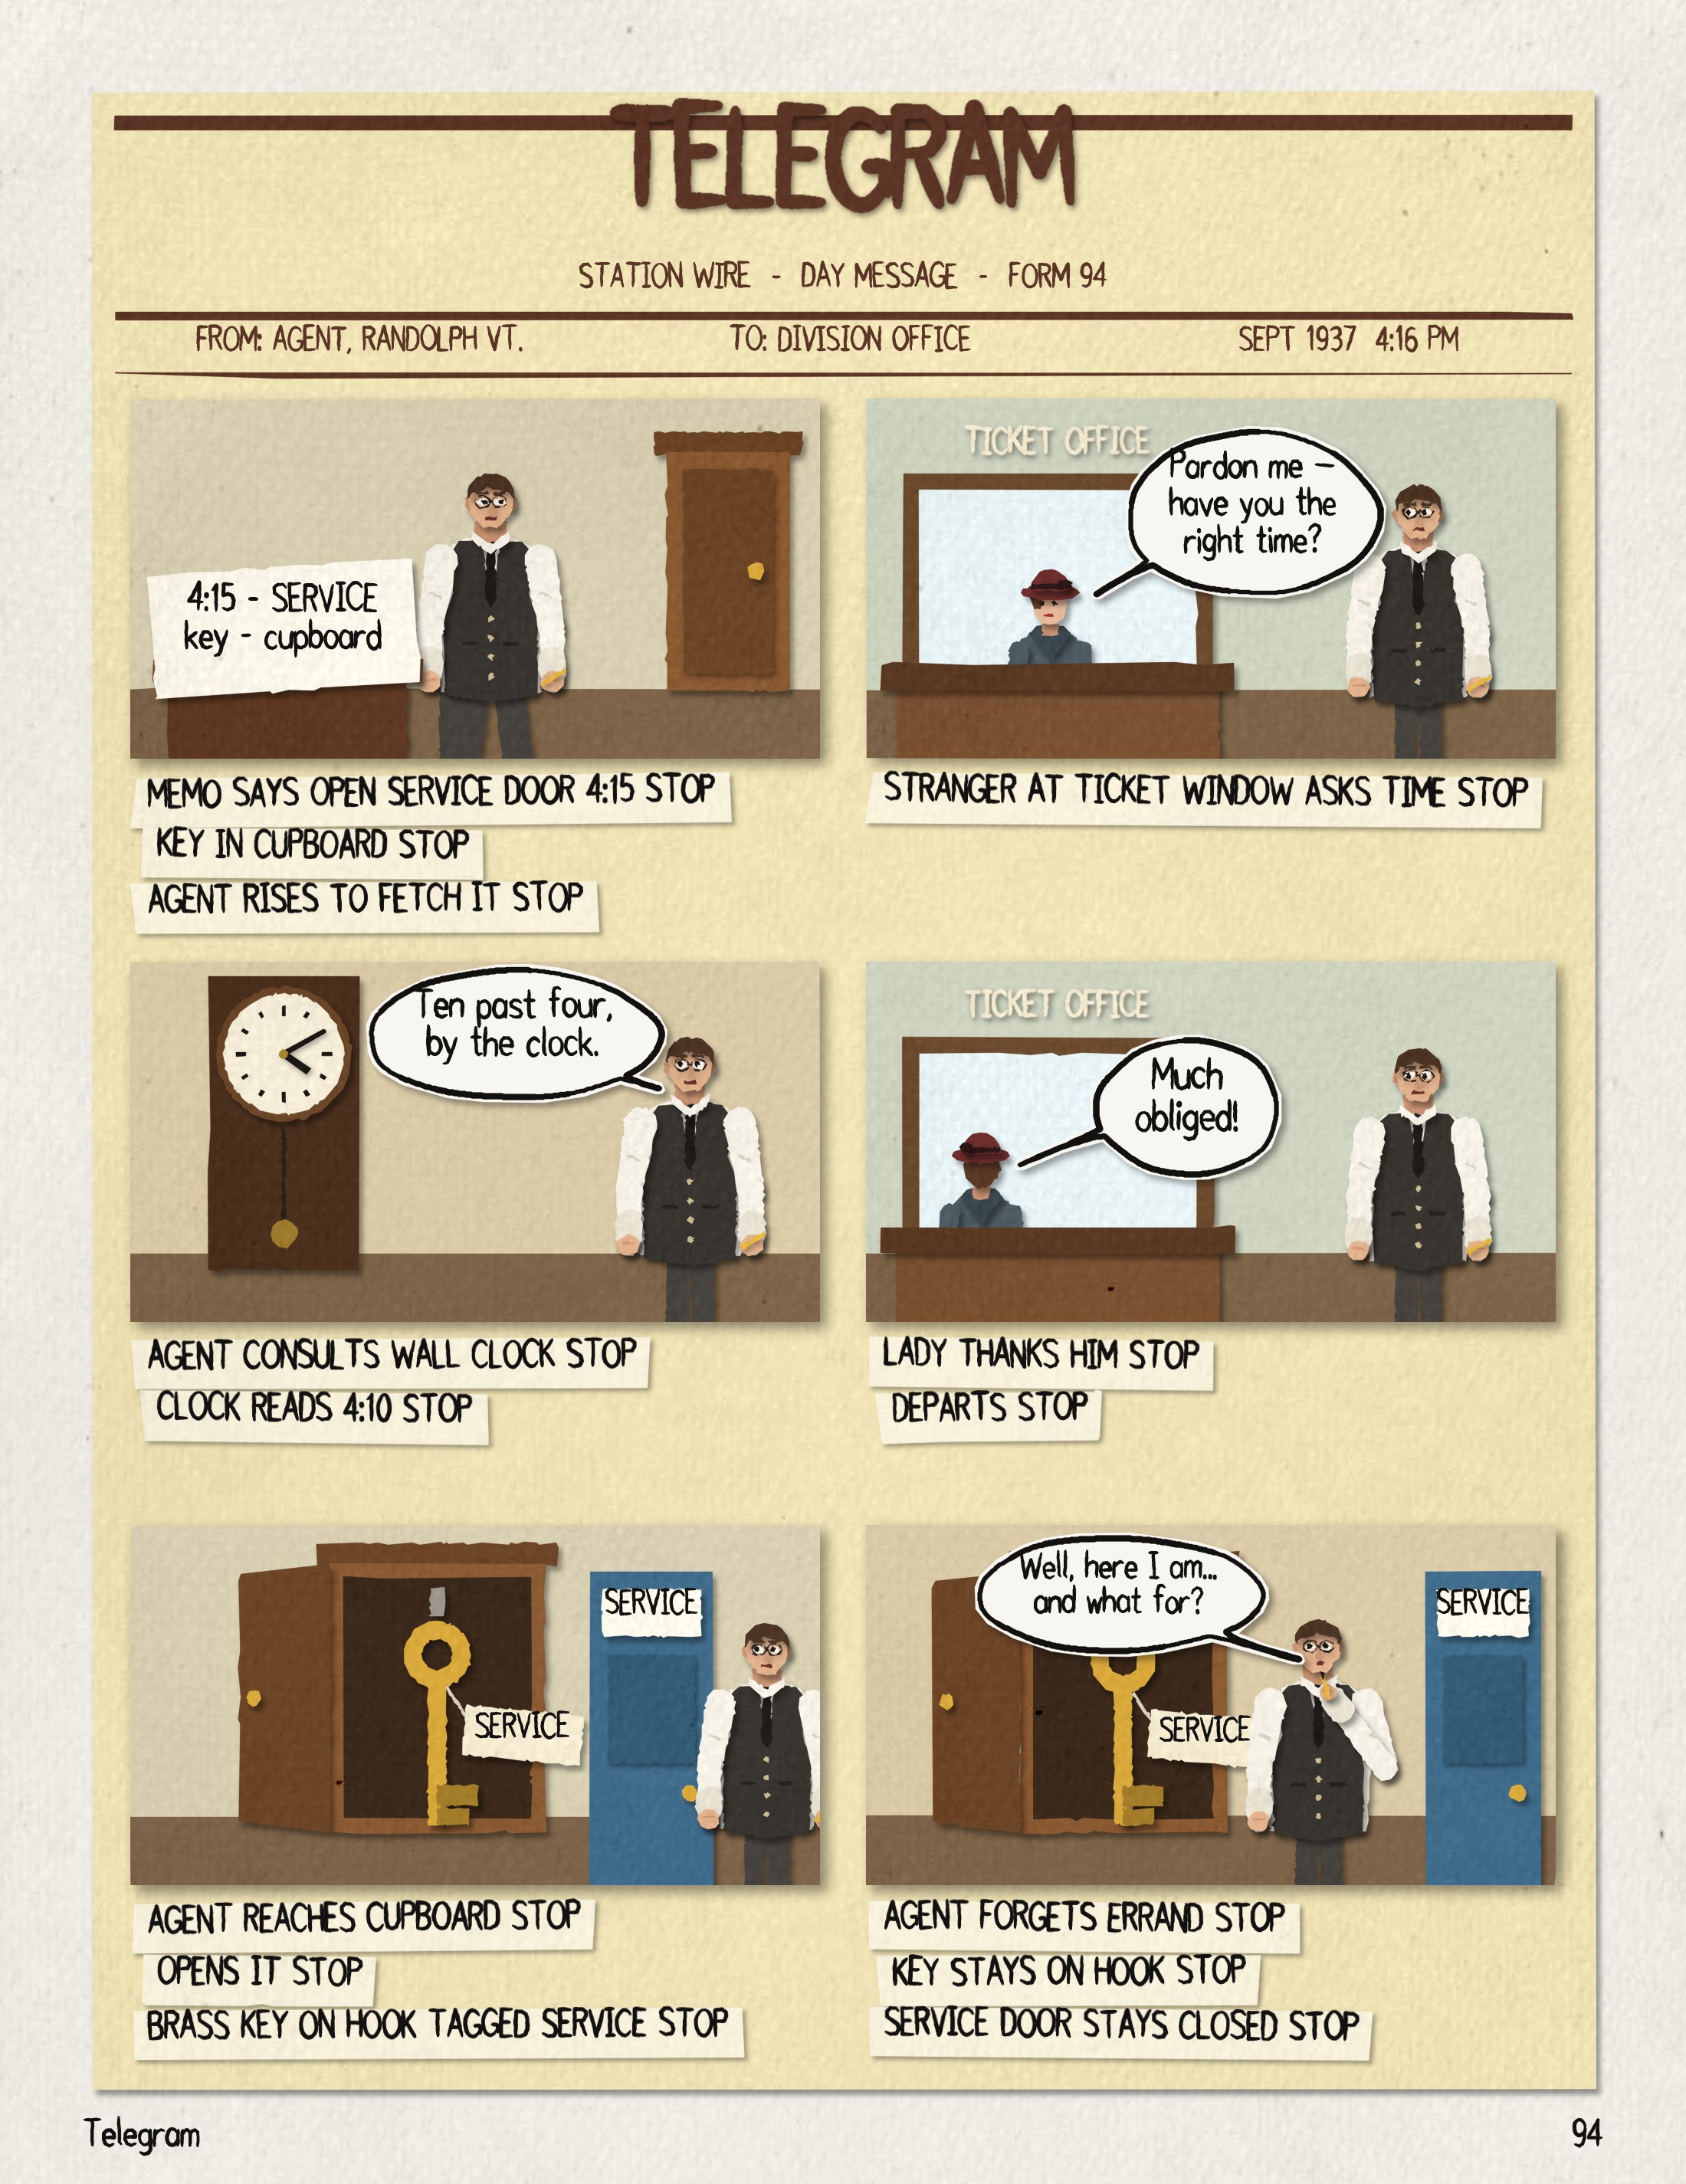 TELEGRAM
STATION WIRE - DAY MESSAGE - FORM 94
FROM: AGENT, RANDOLPH VT. TO: DIVISION OFFICE SEPT 1937 4:16 PM
4:15 - SERVICE
key - cupboard
MEMO SAYS OPEN SERVICE DOOR 4:15 STOP
KEY IN CUPBOARD STOP
AGENT RISES TO FETCH IT STOP
TICKET OFFICE
Pardon me —
have you the
right time?
STRANGER AT TICKET WINDOW ASKS TIME STOP
Ten past four,
by the clock.
AGENT CONSULTS WALL CLOCK STOP
CLOCK READS 4:10 STOP
TICKET OFFICE
Much
obliged!
LADY THANKS HIM STOP
DEPARTS STOP
SERVICE
SERVICE
AGENT REACHES CUPBOARD STOP
OPENS IT STOP
BRASS KEY ON HOOK TAGGED SERVICE STOP
Well, here I am...
and what for?
SERVICE
SERVICE
AGENT FORGETS ERRAND STOP
KEY STAYS ON HOOK STOP
SERVICE DOOR STAYS CLOSED STOP
Telegram
94